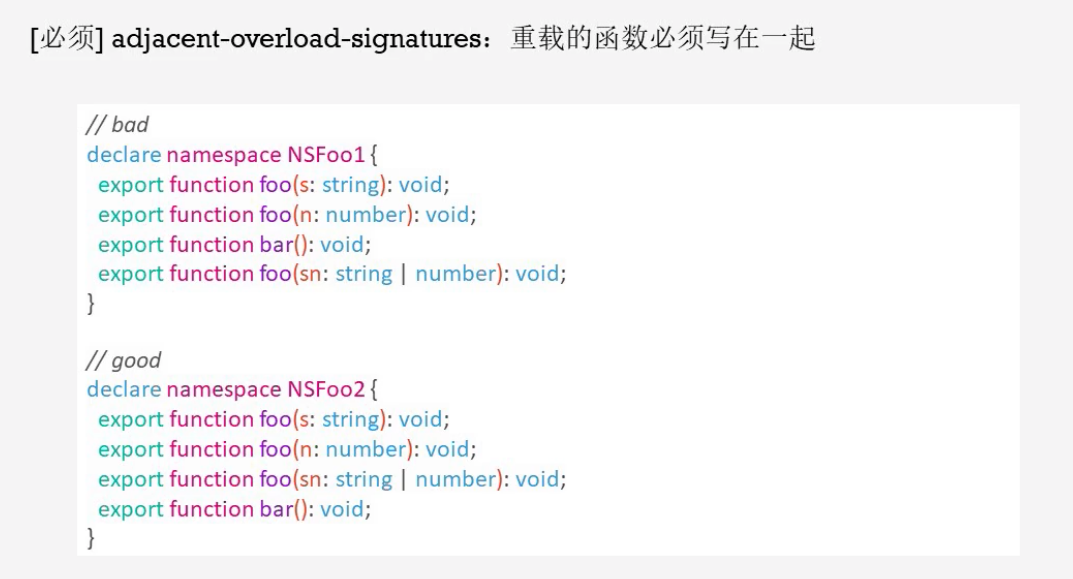 [必须] adjacent-overload-signatures：重载的函数必须写在一起
// bad
declare namespace NSFoo1 {
  export function foo(s: string): void;
  export function foo(n: number): void;
  export function bar(): void;
  export function foo(sn: string | number): void;
}
// good
declare namespace NSFoo2 {
  export function foo(s: string): void;
  export function foo(n: number): void;
  export function foo(sn: string | number): void;
  export function bar(): void;
}